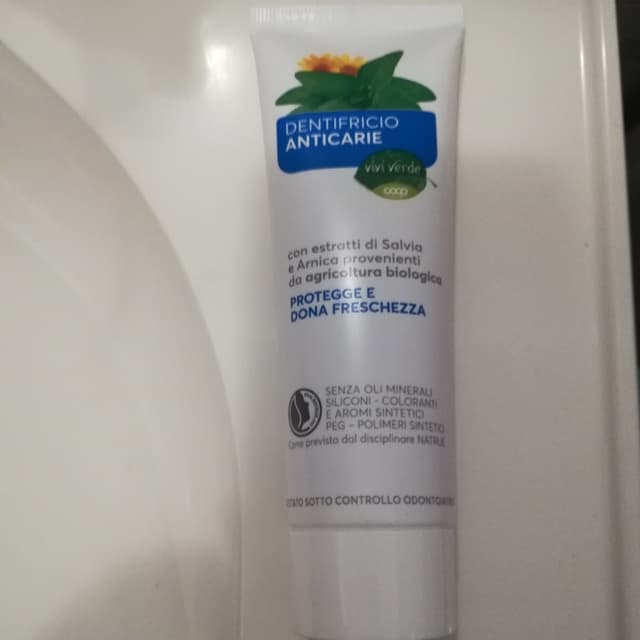 DENTIFRICIO
ANTICARIE
vivi verde
coop
con estratti di Salvia
e Arnica provenienti
da agricoltura biologica
PROTEGGE E
DONA FRESCHEZZA
SENZA OLI MINERALI
SILICONI - COLORANTI
E AROMI SINTETICI
PEG - POLIMERI SINTETICI
Come previsto dal disciplinare NATRUE
SOTTO CONTROLLO